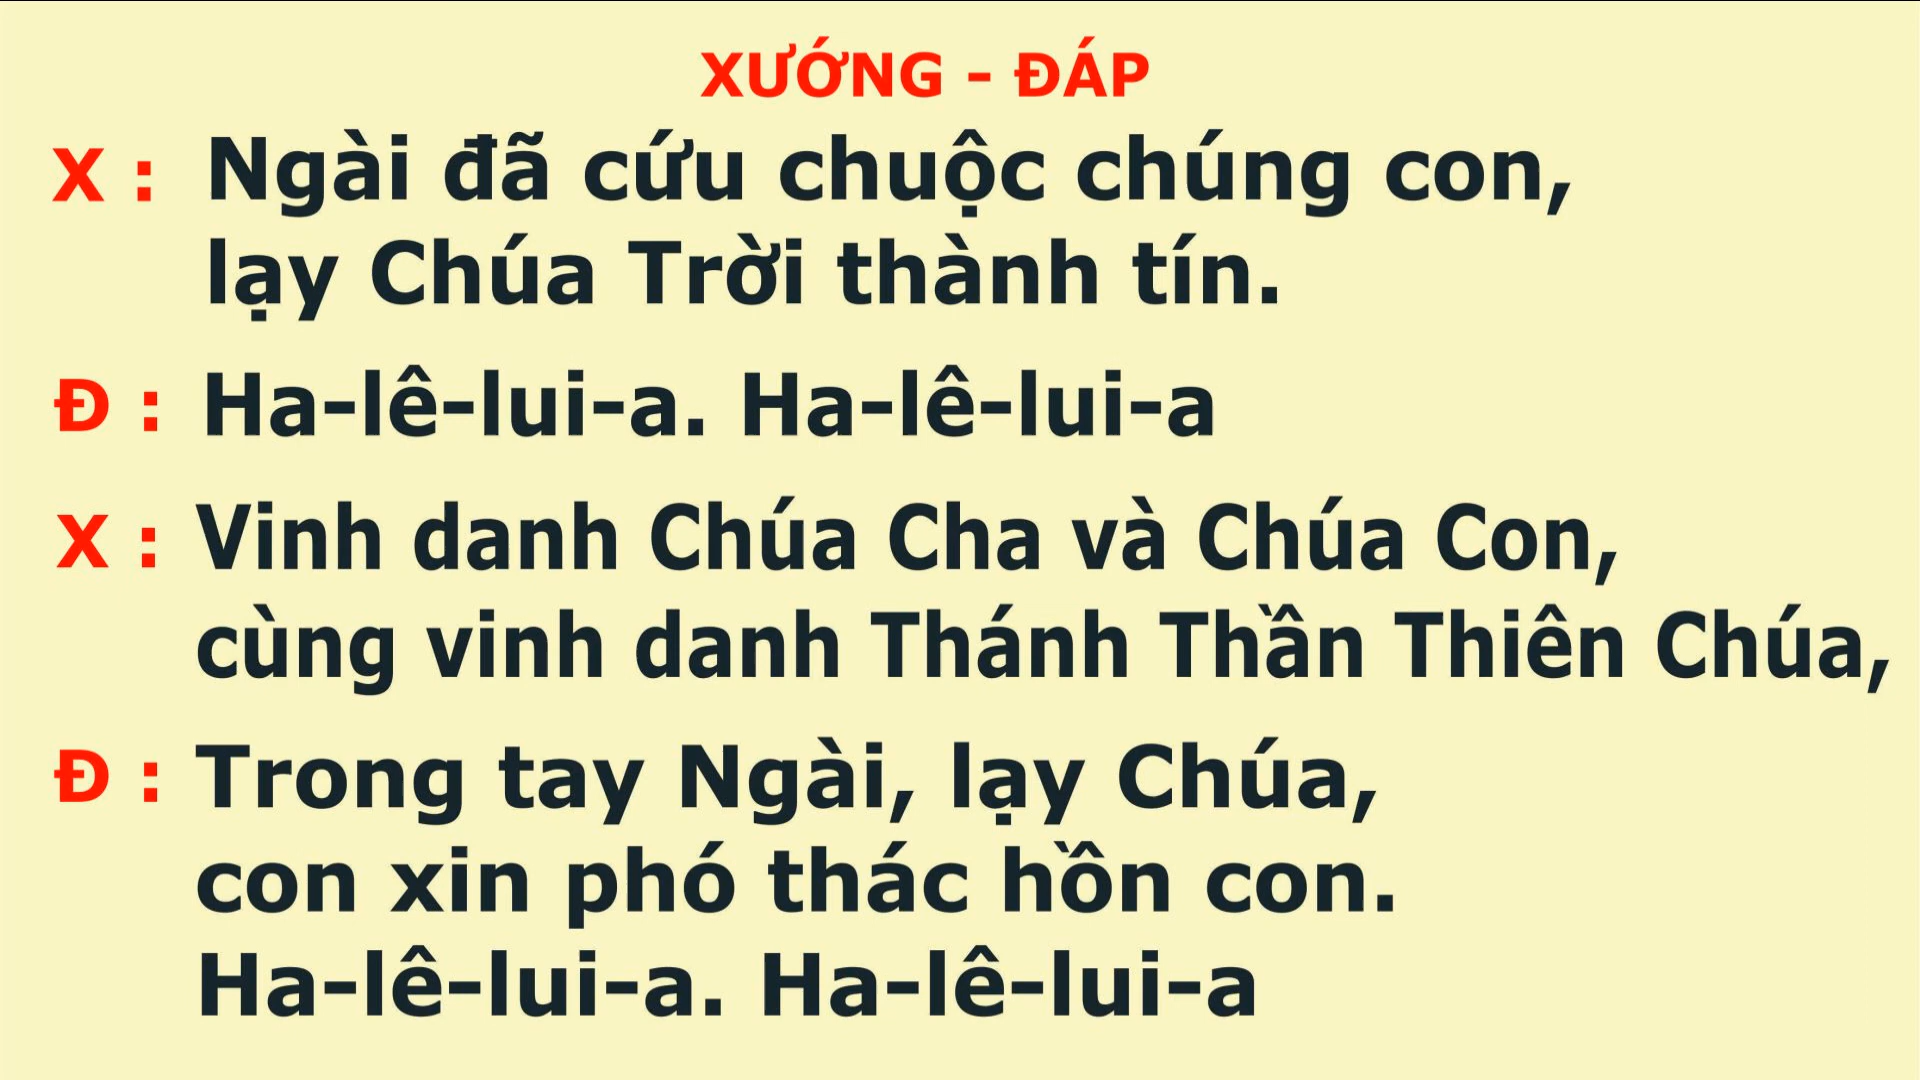 XƯỚNG - ĐÁP
X : Ngài đã cứu chuộc chúng con,
lạy Chúa Trời thành tín.
Đ : Ha-lê-lui-a. Ha-lê-lui-a
X : Vinh danh Chúa Cha và Chúa Con,
cùng vinh danh Thánh Thần Thiên Chúa,
Đ : Trong tay Ngài, lạy Chúa,
con xin phó thác hồn con.
Ha-lê-lui-a. Ha-lê-lui-a